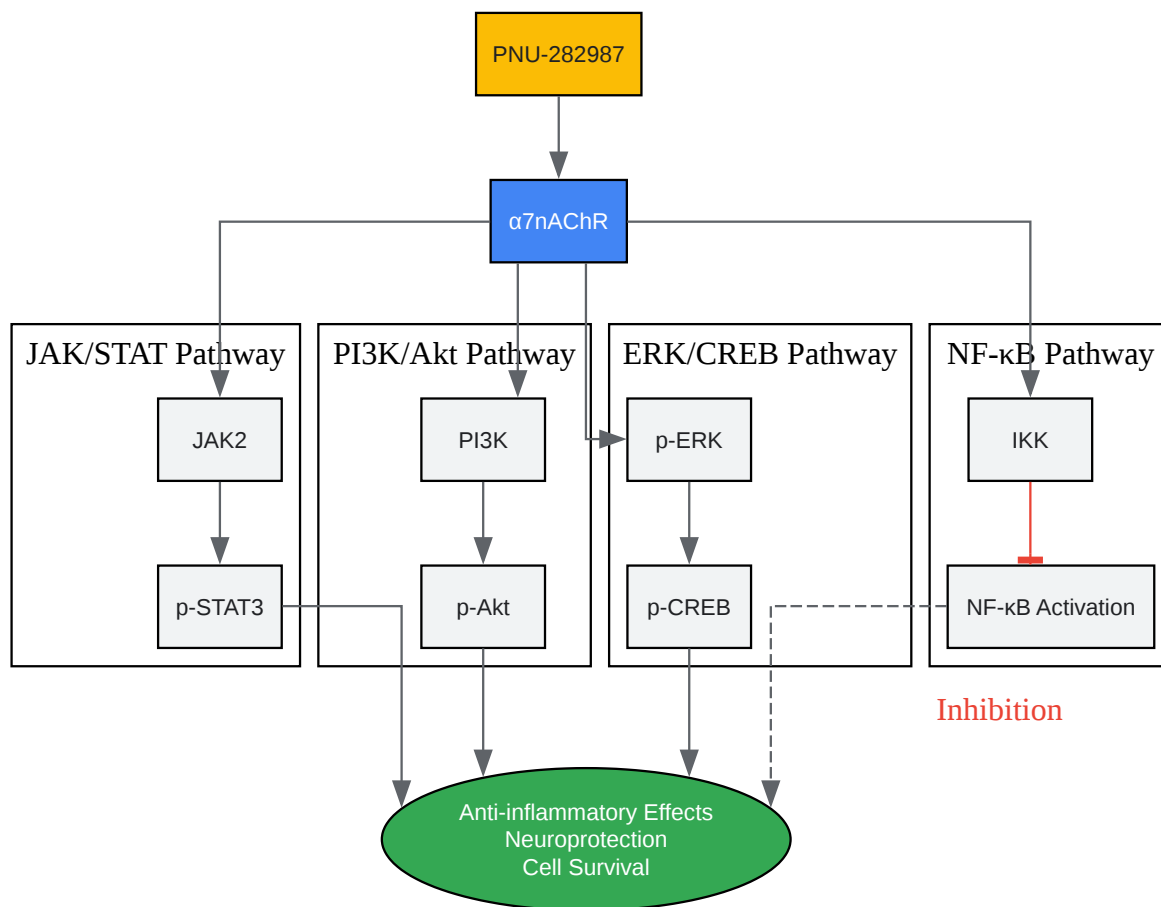 PNU-282987
α7nAChR
JAK/STAT Pathway
PI3K/Akt Pathway
ERK/CREB Pathway
NF-κB Pathway
JAK2
PI3K
p-ERK
IKK
p-STAT3
p-Akt
p-CREB
NF-κB Activation
Inhibition
Anti-inflammatory Effects
Neuroprotection
Cell Survival